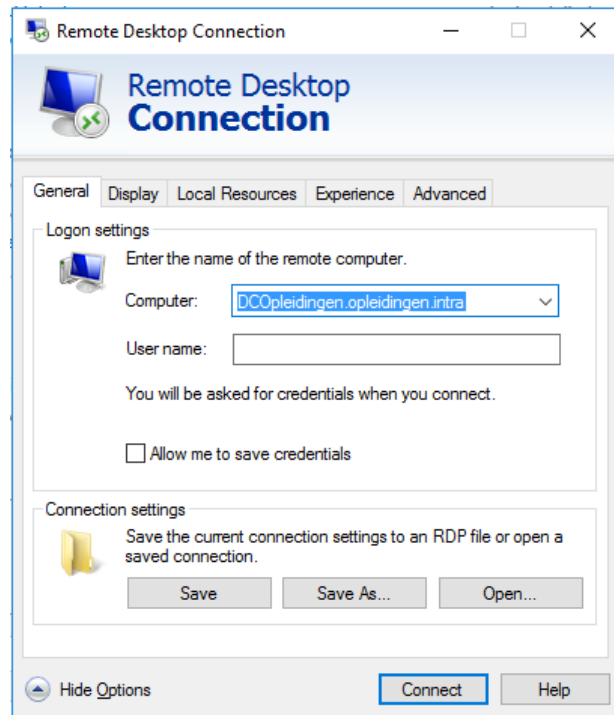 Remote Desktop Connection
Remote Desktop
Connection
General Display Local Resources Experience Advanced
Logon settings
Enter the name of the remote computer.
Computer: DCOpleidingen.opleidingen.intra
User name:
You will be asked for credentials when you connect.
Allow me to save credentials
Connection settings
Save the current connection settings to an RDP file or open a
saved connection.
Save Save As... Open...
Hide Options Connect Help